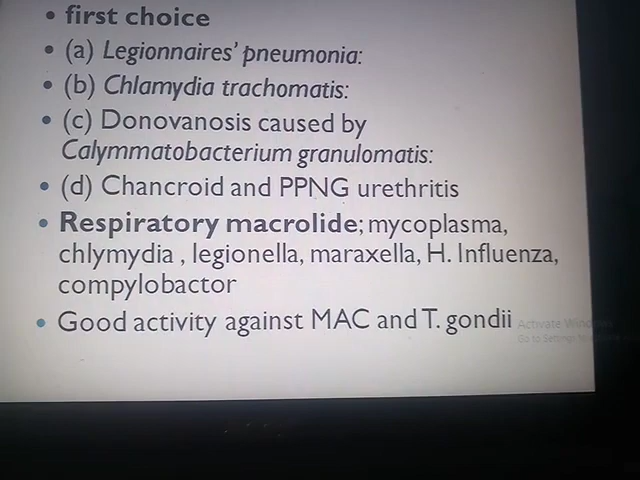 • first choice
• (a) Legionnaires' pneumonia:
• (b) Chlamydia trachomatis:
• (c) Donovanosis caused by
Calymmatobacterium granulomatis:
• (d) Chancroid and PPNG urethritis
• Respiratory macrolide; mycoplasma,
chlymydia , legionella, maraxella, H. Influenza,
compylobactor
• Good activity against MAC and T. gondii
Activate Windows
Go to Settings to